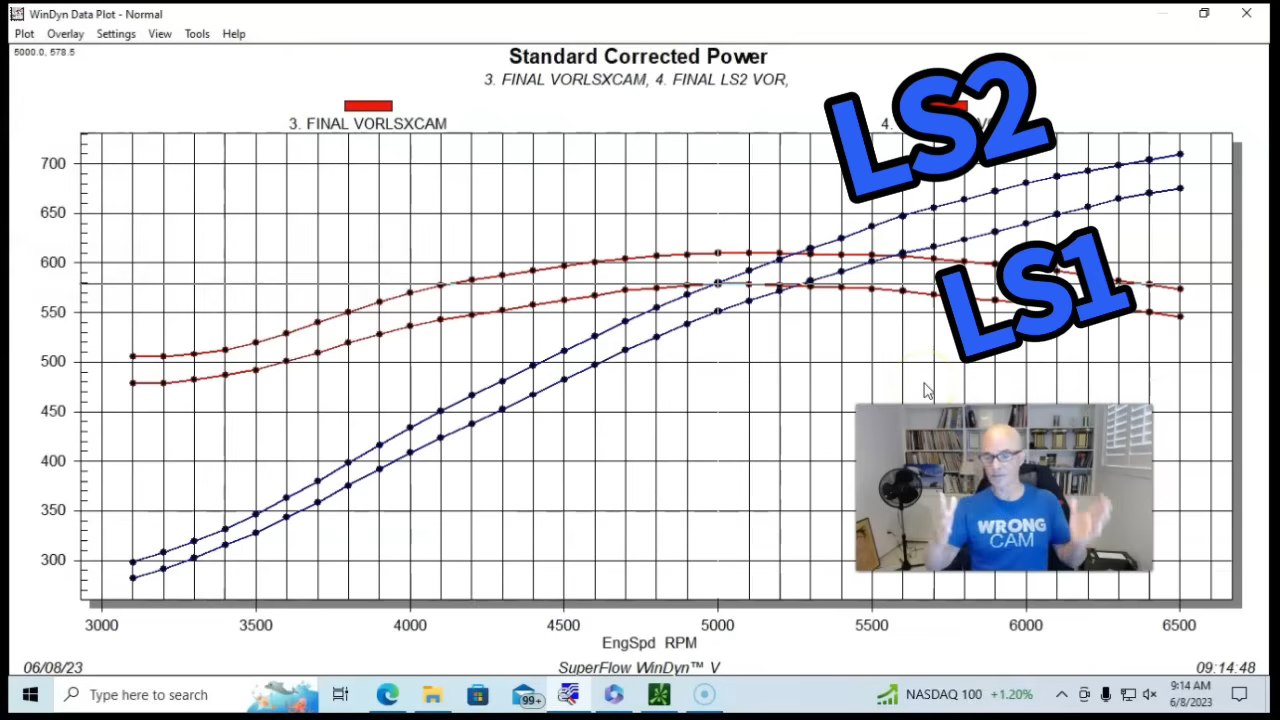 WinDyn Data Plot - Normal
Plot Overlay Settings View Tools Help
5000.0, 578.5
Standard Corrected Power
3. FINAL VORLSXCAM, 4. FINAL LS2 VOR,
3. FINAL VORLSXCAM
4.
LS2
LS1
700
650
600
550
500
450
400
350
300
WRONG
CAM
3000 3500 4000 4500 5000 5500 6000 6500
EngSpd RPM
06/08/23 SuperFlow WinDyn™ V 09:14:48
Type here to search 99+ NASDAQ 100 +1.20% 9:14 AM
6/8/2023